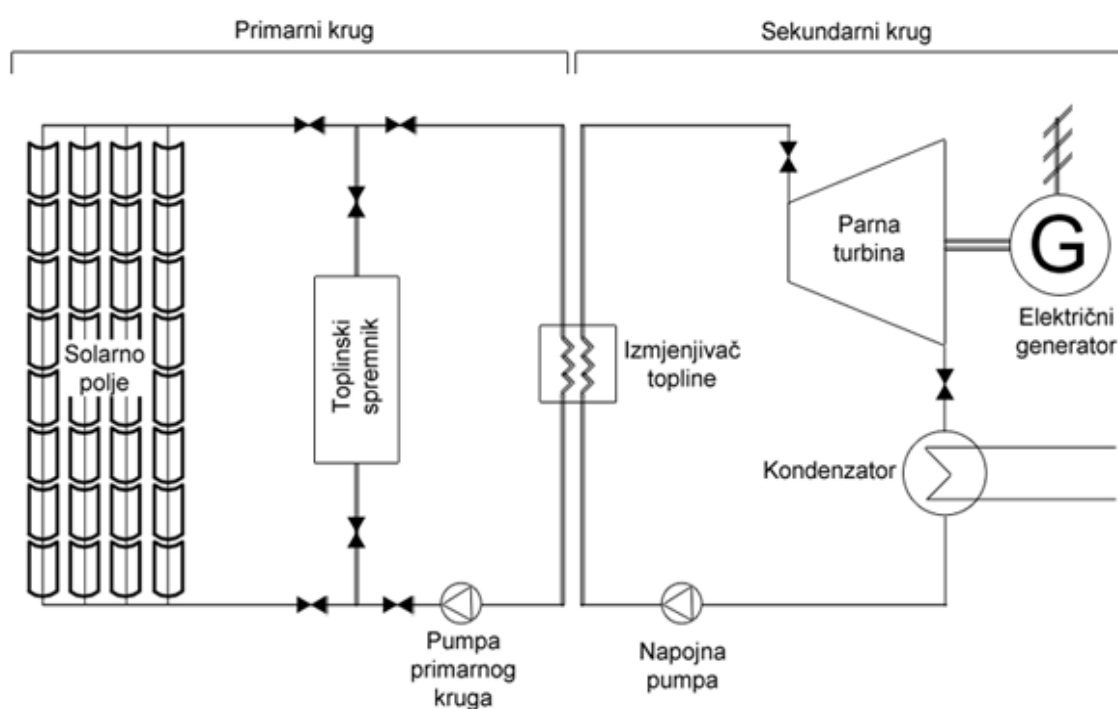 Primarni krug
Sekundarni krug
Solarno
polje
Toplinski
spremnik
Izmjenjivač
topline
Parna
turbina
G
Električni
generator
Kondenzator
Pumpa
primarnog
kruga
Napojna
pumpa